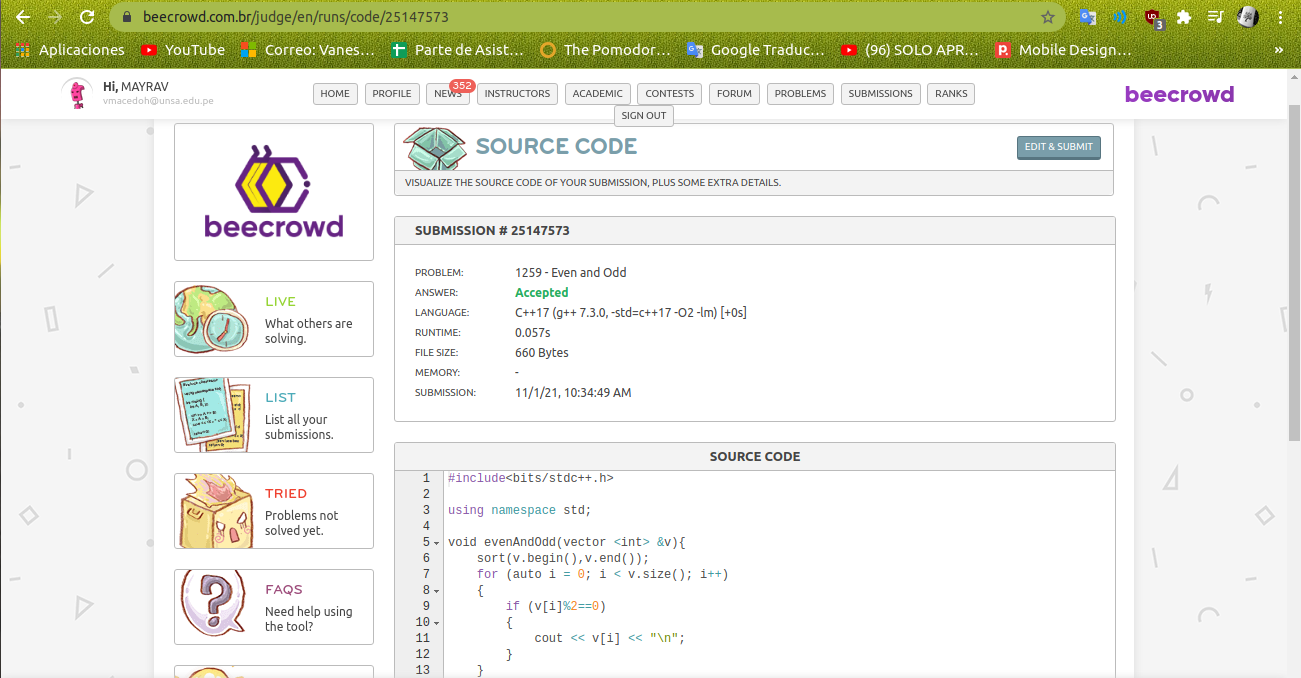 beecrowd.com.br/judge/en/runs/code/25147573
3
Aplicaciones YouTube Correo: Vanes... Parte de Asist... The Pomodor... Google Traduc... (96) SOLO APR... Mobile Design... »
Hi, MAYRAV
vmacedoh@unsa.edu.pe
HOME PROFILE NEWS 352 INSTRUCTORS ACADEMIC CONTESTS FORUM PROBLEMS SUBMISSIONS RANKS
SIGN OUT
beecrowd
beecrowd
SOURCE CODE
EDIT & SUBMIT
VISUALIZE THE SOURCE CODE OF YOUR SUBMISSION, PLUS SOME EXTRA DETAILS.
SUBMISSION # 25147573
PROBLEM: 1259 - Even and Odd
ANSWER: Accepted
LANGUAGE: C++17 (g++ 7.3.0, -std=c++17 -O2 -lm) [+0s]
RUNTIME: 0.057s
FILE SIZE: 660 Bytes
MEMORY: -
SUBMISSION: 11/1/21, 10:34:49 AM
LIVE
What others are
solving.
LIST
List all your
submissions.
TRIED
Problems not
solved yet.
FAQS
Need help using
the tool?
SOURCE CODE
1 #include<bits/stdc++.h>
2
3 using namespace std;
4
5 void evenAndOdd(vector <int> &v){
6     sort(v.begin(),v.end());
7     for (auto i = 0; i < v.size(); i++)
8     {
9         if (v[i]%2==0)
10         {
11             cout << v[i] << "\n";
12         }
13     }